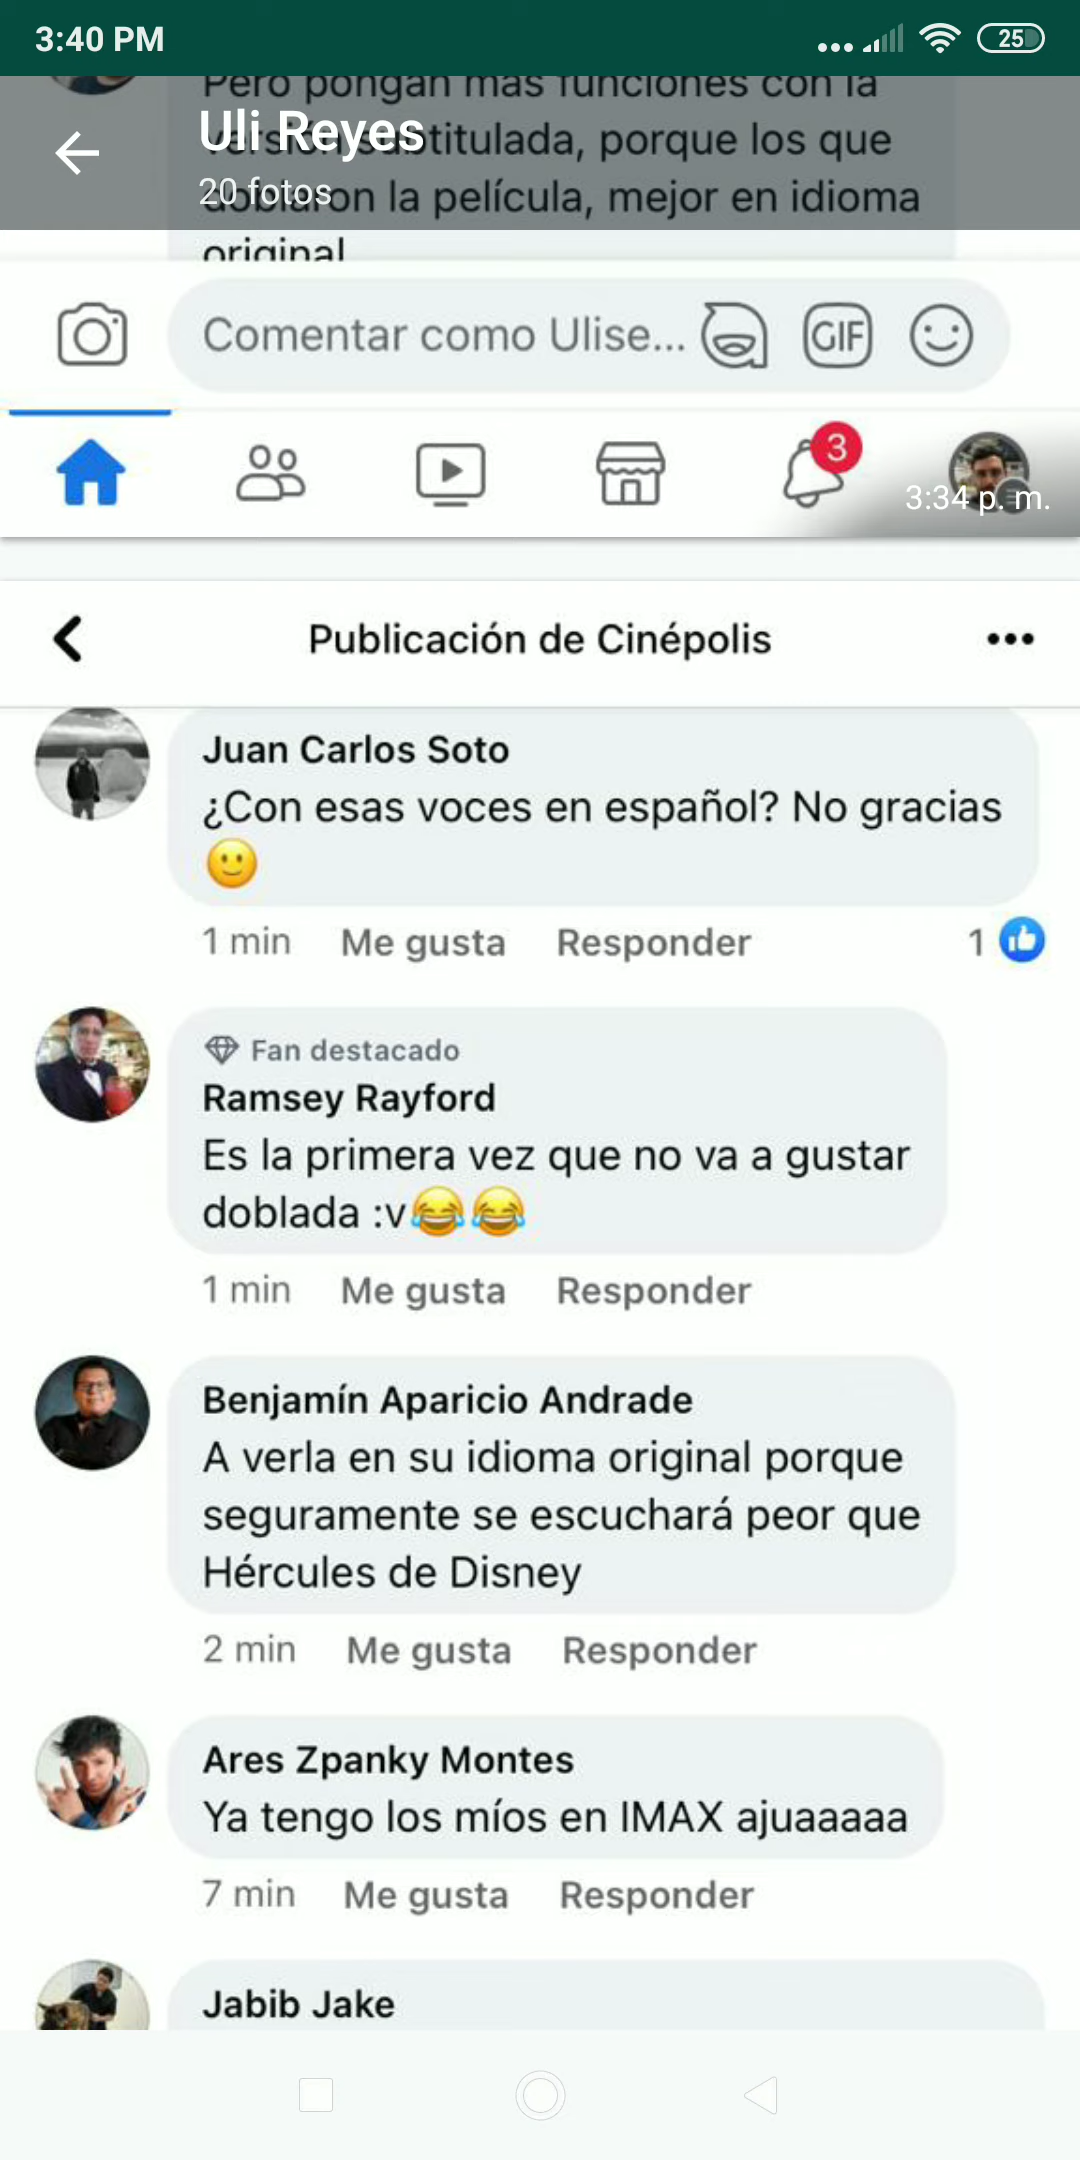 3:40 PM
25
Pero pongan más funciones con la
Uli Reyes
versión subtitulada, porque los que
20 fotos
doblaron la película, mejor en idioma
original
Comentar como Ulise...
GIF
3
3:34 p. m.
Publicación de Cinépolis
Juan Carlos Soto
¿Con esas voces en español? No gracias
🙂
1 min Me gusta Responder 1
Fan destacado
Ramsey Rayford
Es la primera vez que no va a gustar
doblada :v😂😂
1 min Me gusta Responder
Benjamín Aparicio Andrade
A verla en su idioma original porque
seguramente se escuchará peor que
Hércules de Disney
2 min Me gusta Responder
Ares Zpanky Montes
Ya tengo los míos en IMAX ajuaaaaa
7 min Me gusta Responder
Jabib Jake